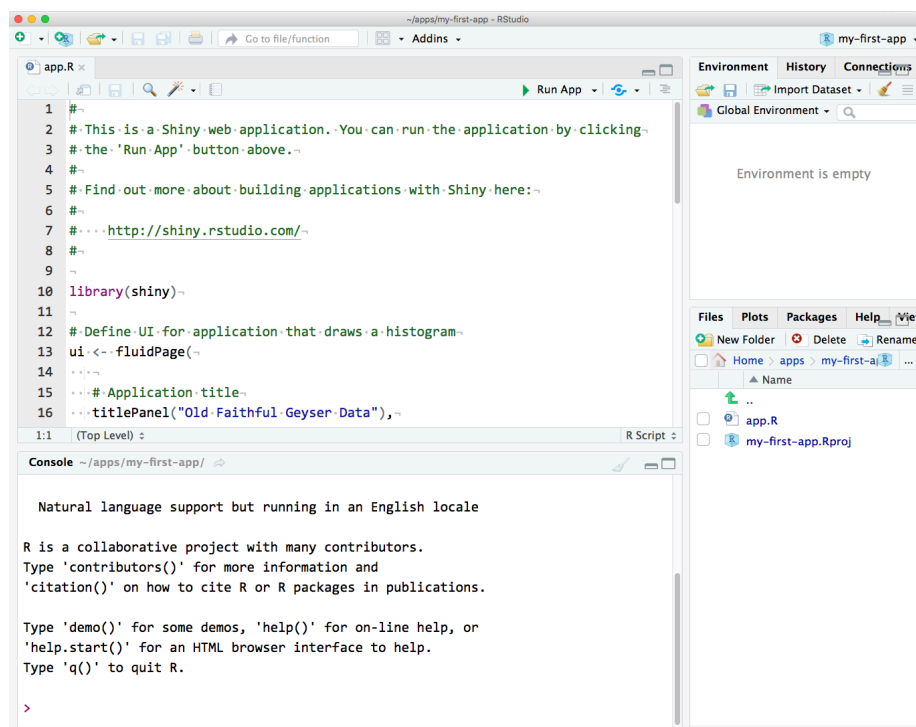 ~/apps/my-first-app - RStudio
Go to file/function
Addins
my-first-app
app.R
Run App
1 #
2 # This is a Shiny web application. You can run the application by clicking
3 # the 'Run App' button above.
4 #
5 # Find out more about building applications with Shiny here:
6 #
7 #    http://shiny.rstudio.com/
8 #
9
10 library(shiny)
11
12 # Define UI for application that draws a histogram
13 ui <- fluidPage(
14
15    # Application title
16    titlePanel("Old Faithful Geyser Data"),
1:1 (Top Level) R Script
Console ~/apps/my-first-app/
Natural language support but running in an English locale
R is a collaborative project with many contributors.
Type 'contributors()' for more information and
'citation()' on how to cite R or R packages in publications.
Type 'demo()' for some demos, 'help()' for on-line help, or
'help.start()' for an HTML browser interface to help.
Type 'q()' to quit R.
>
Environment History Connections
Import Dataset
Global Environment
Environment is empty
Files Plots Packages Help
New Folder Delete Rename
Home apps my-first-a ...
Name
..
app.R
my-first-app.Rproj